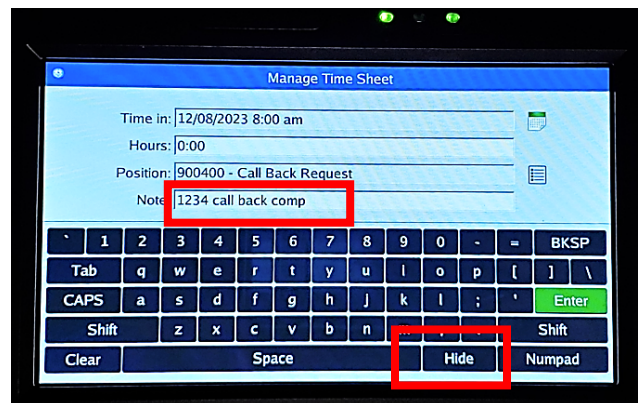 Manage Time Sheet
Time in: 12/08/2023 8:00 am
Hours: 0:00
Position: 900400 - Call Back Request
Note 1234 call back comp
` 1 2 3 4 5 6 7 8 9 0 - = BKSP
Tab q w e r t y u i o p [ ] \
CAPS a s d f g h j k l ; ' Enter
Shift z x c v b n Shift
Clear Space Hide Numpad